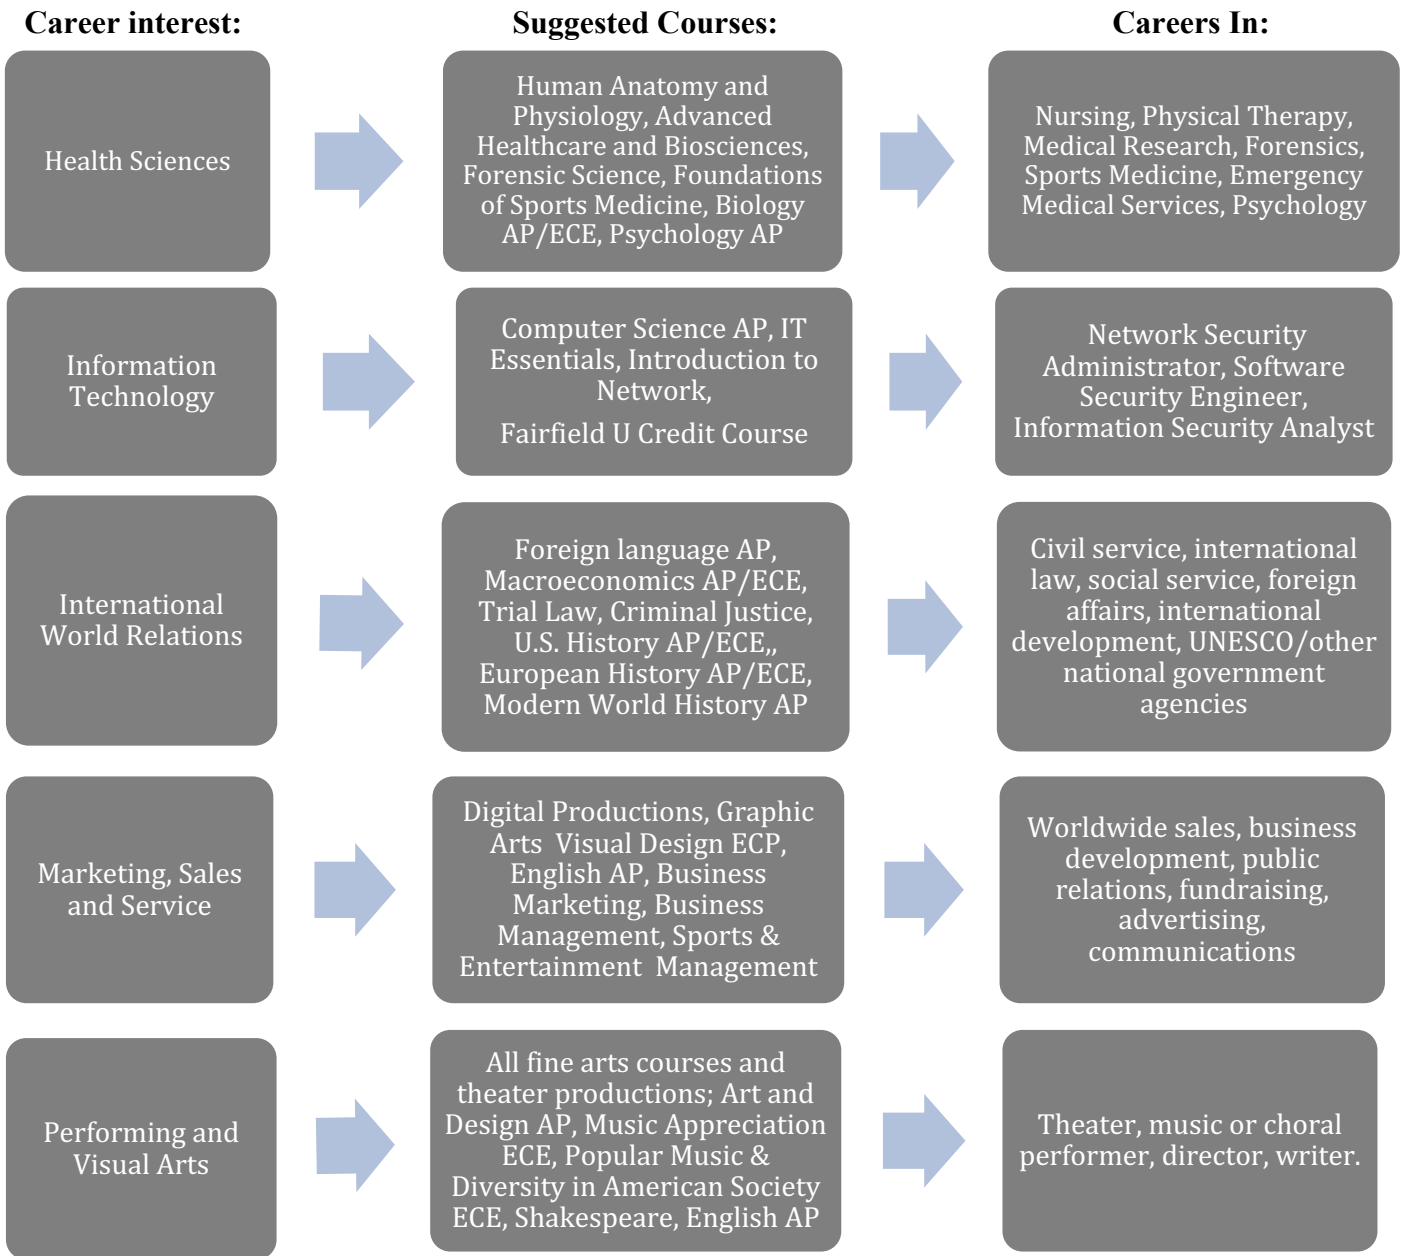 Career interest:
Suggested Courses:
Careers In:
Health Sciences
Human Anatomy and
Physiology, Advanced
Healthcare and Biosciences,
Forensic Science, Foundations
of Sports Medicine, Biology
AP/ECE, Psychology AP
Nursing, Physical Therapy,
Medical Research, Forensics,
Sports Medicine, Emergency
Medical Services, Psychology
Information
Technology
Computer Science AP, IT
Essentials, Introduction to
Network,
Fairfield U Credit Course
Network Security
Administrator, Software
Security Engineer,
Information Security Analyst
International
World Relations
Foreign language AP,
Macroeconomics AP/ECE,
Trial Law, Criminal Justice,
U.S. History AP/ECE,,
European History AP/ECE,
Modern World History AP
Civil service, international
law, social service, foreign
affairs, international
development, UNESCO/other
national government
agencies
Marketing, Sales
and Service
Digital Productions, Graphic
Arts  Visual Design ECP,
English AP, Business
Marketing, Business
Management, Sports &
Entertainment  Management
Worldwide sales, business
development, public
relations, fundraising,
advertising,
communications
Performing and
Visual Arts
All fine arts courses and
theater productions; Art and
Design AP, Music Appreciation
ECE, Popular Music &
Diversity in American Society
ECE, Shakespeare, English AP
Theater, music or choral
performer, director, writer.